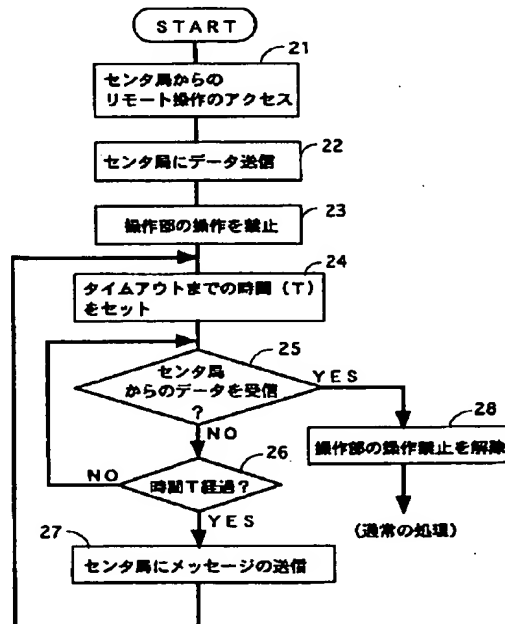 START
21
センタ局からの
リモート操作のアクセス
22
センタ局にデータ送信
23
操作部の操作を禁止
24
タイムアウトまでの時間(T)
をセット
25
センタ局
からのデータを受信
?
YES
NO
28
操作部の操作禁止を解除
(通常の処理)
26
時間T経過?
NO
YES
27
センタ局にメッセージの送信